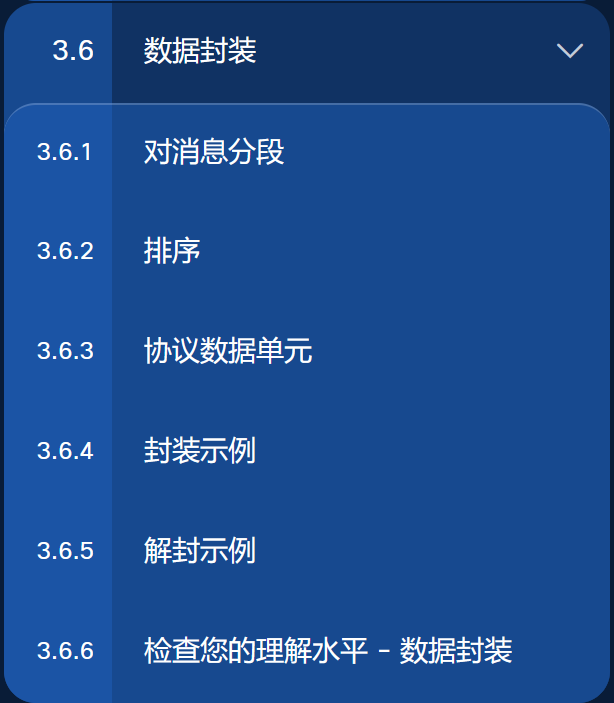 3.6 数据封装
3.6.1 对消息分段
3.6.2 排序
3.6.3 协议数据单元
3.6.4 封装示例
3.6.5 解封示例
3.6.6 检查您的理解水平 - 数据封装